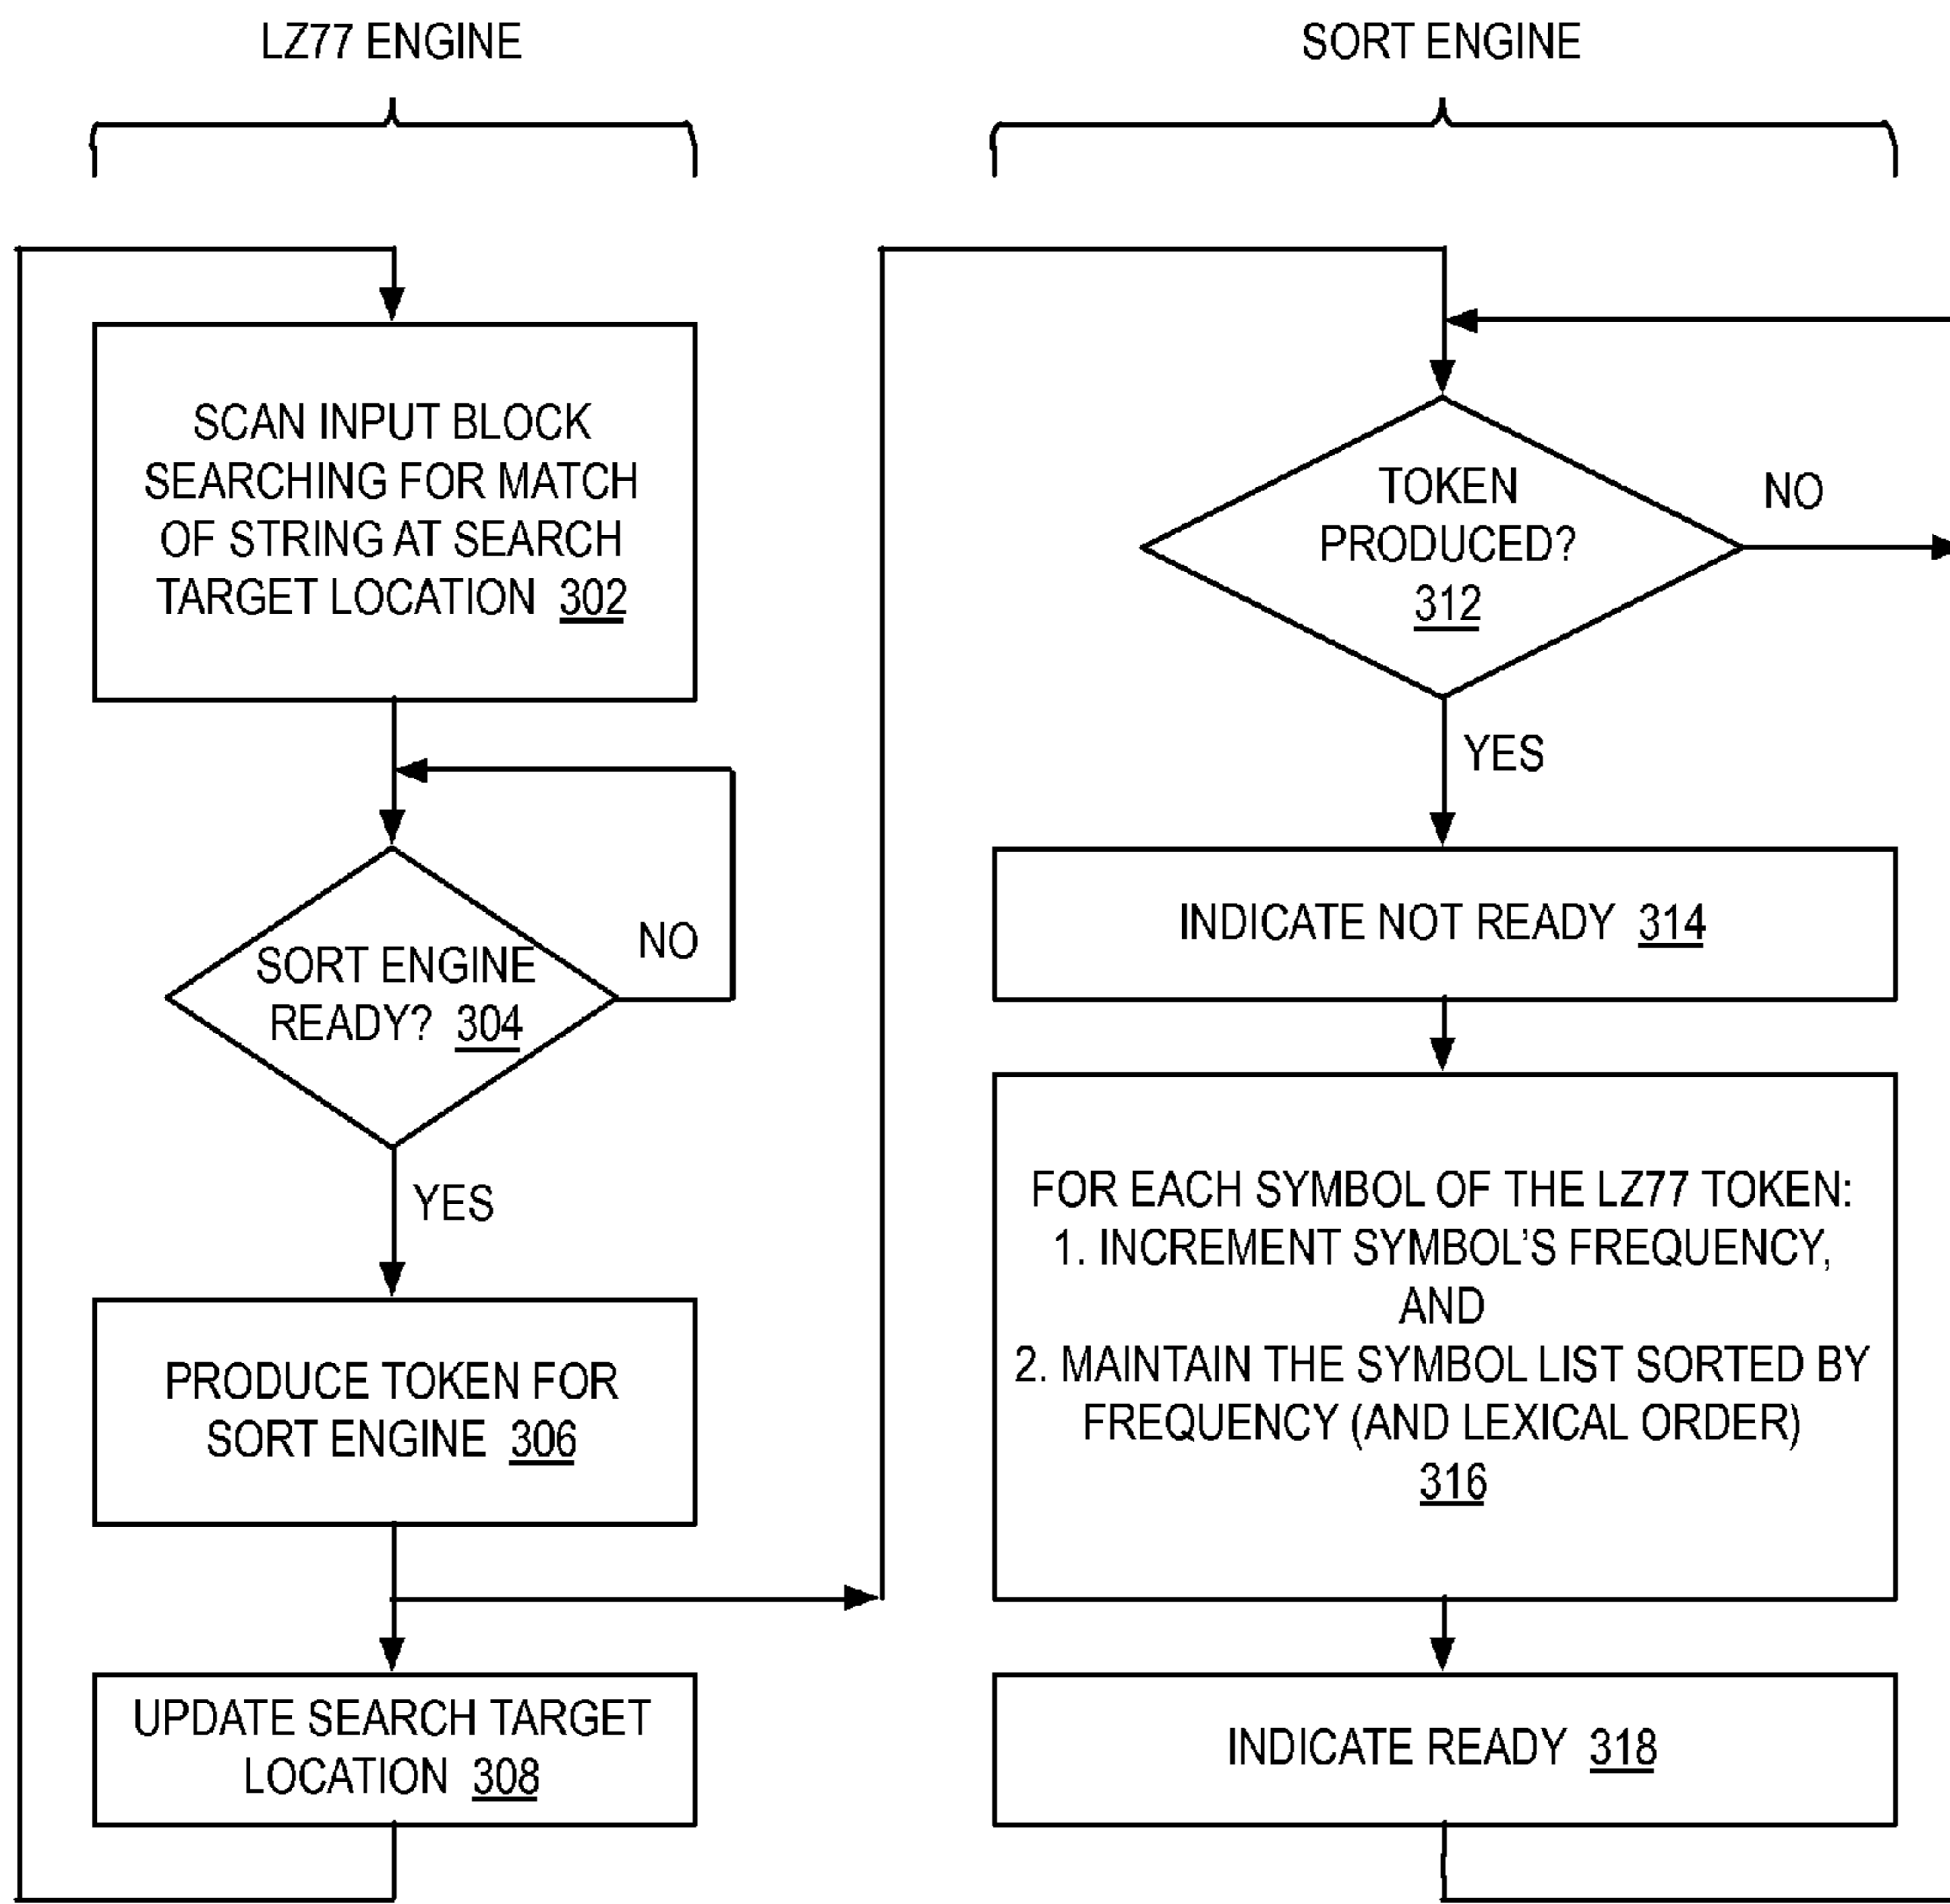 LZ77 ENGINE
SCAN INPUT BLOCK
SEARCHING FOR MATCH
OF STRING AT SEARCH
TARGET LOCATION 302
SORT ENGINE
READY? 304
NO
YES
PRODUCE TOKEN FOR
SORT ENGINE 306
UPDATE SEARCH TARGET
LOCATION 308
SORT ENGINE
TOKEN
PRODUCED?
312
NO
YES
INDICATE NOT READY 314
FOR EACH SYMBOL OF THE LZ77 TOKEN:
1. INCREMENT SYMBOL'S FREQUENCY,
AND
2. MAINTAIN THE SYMBOL LIST SORTED BY
FREQUENCY (AND LEXICAL ORDER)
316
INDICATE READY 318